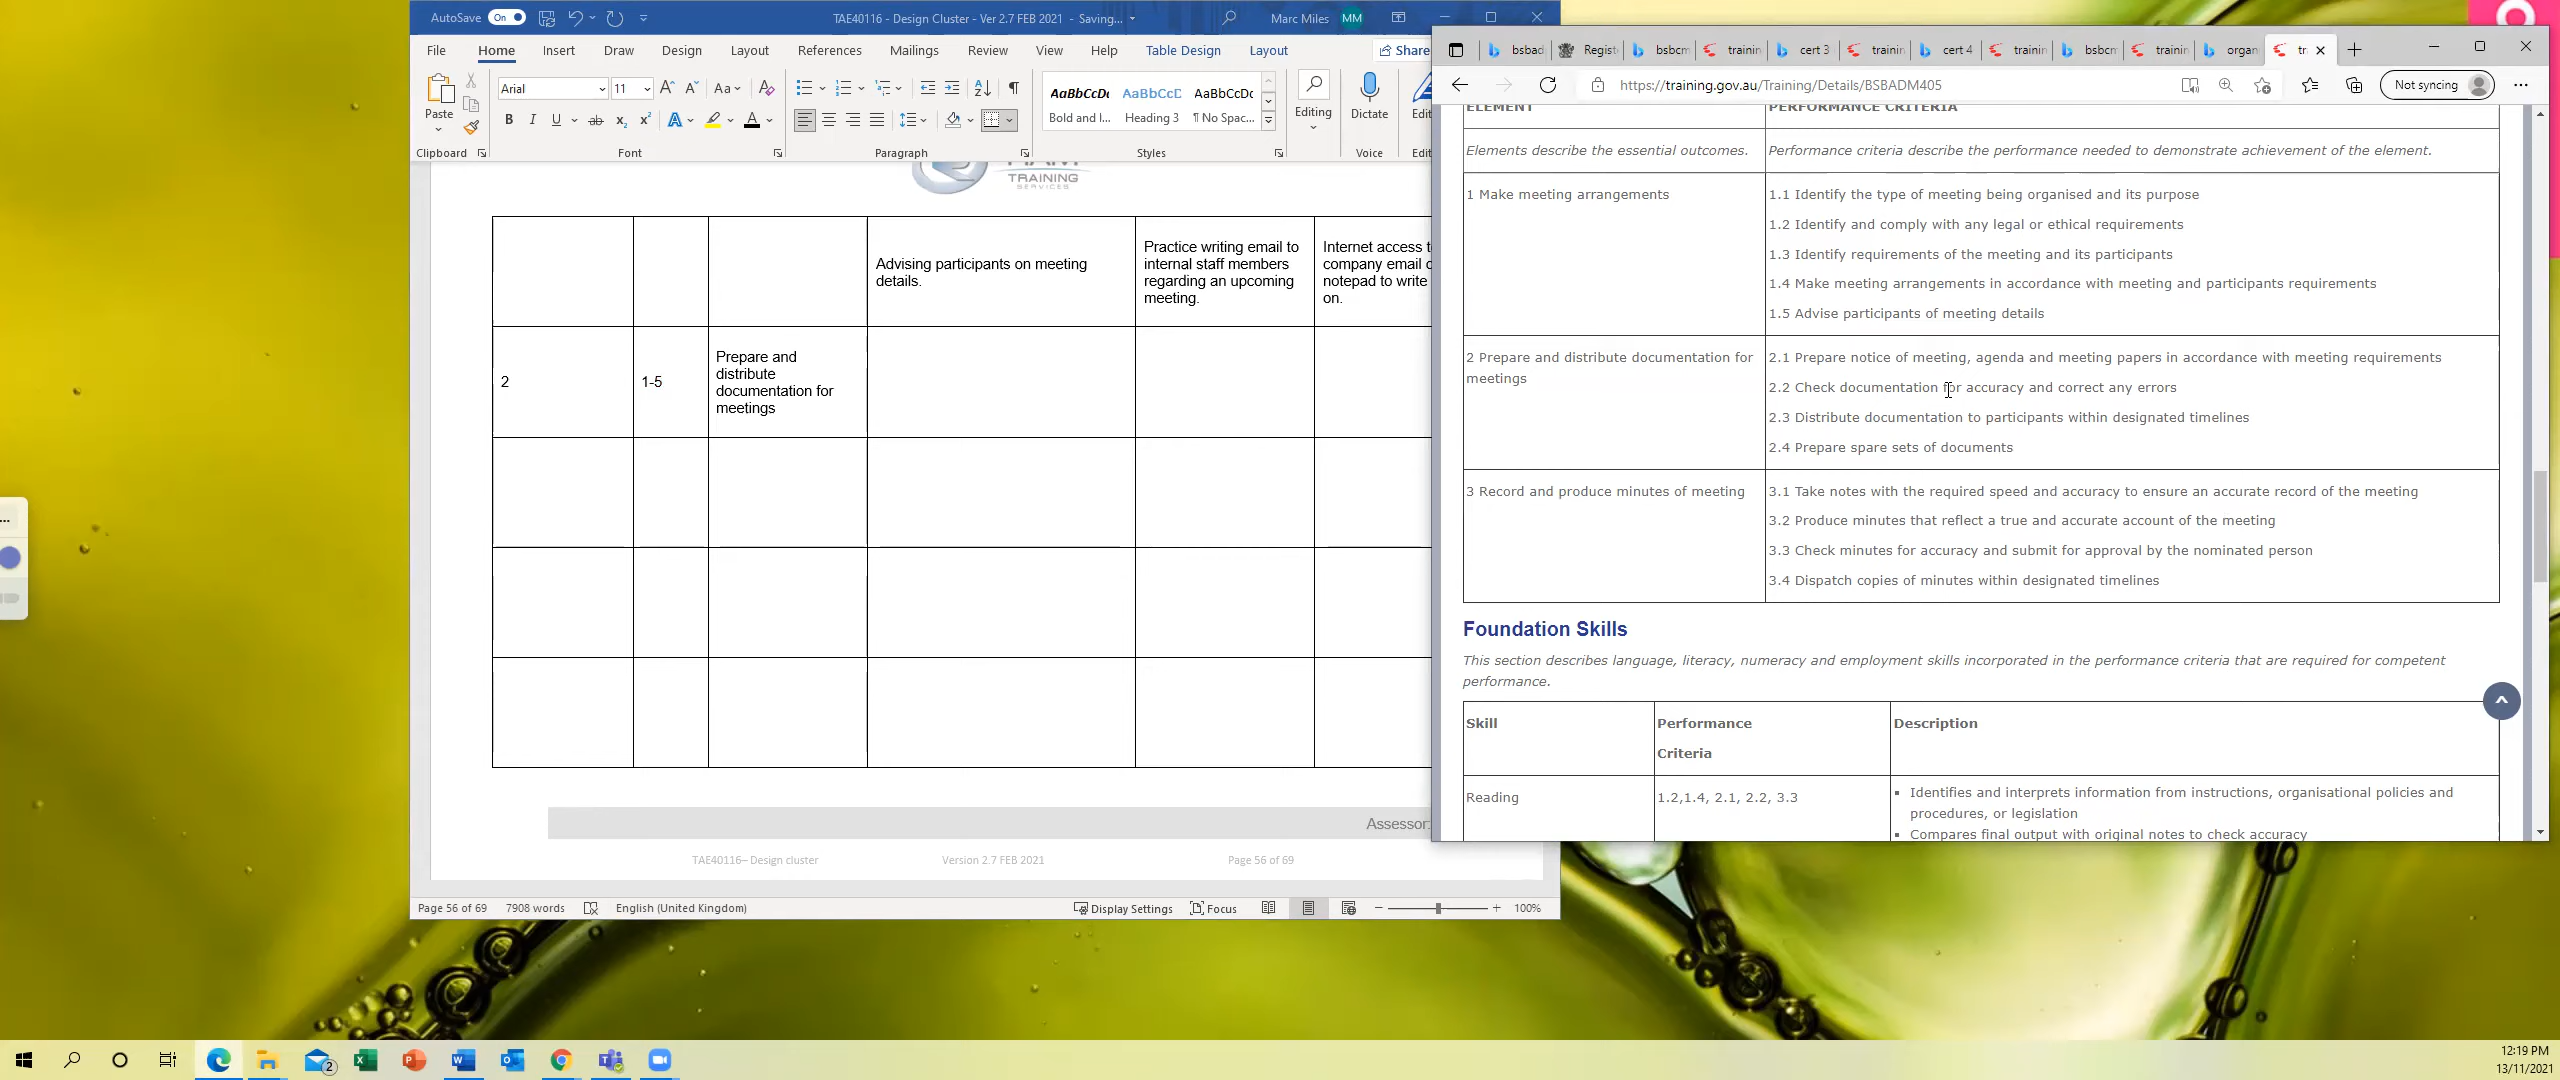 AutoSave On
TAE40116 - Design Cluster - Ver 2.7 FEB 2021 - Saving...
Marc Miles MM
File Home Insert Draw Design Layout References Mailings Review View Help Table Design Layout Share
Paste
Clipboard
Arial 11
Font
Paragraph
AaBbCcDc AaBbCcD AaBbCcDc
Bold and I... Heading 3 ¶ No Spac...
Styles
Editing
Dictate
Voice
TRAINING
SERVICES
Advising participants on meeting
details.
Practice writing email to
internal staff members
regarding an upcoming
meeting.
Internet access
company email
notepad to write
on.
2
1-5
Prepare and
distribute
documentation for
meetings
Assessor:
TAE40116– Design cluster Version 2.7 FEB 2021 Page 56 of 69
Page 56 of 69 7908 words English (United Kingdom) Display Settings Focus 100%
bsbad Regist bsbcm trainin cert 3 trainin cert 4 trainin bsbcm trainin organ tr
https://training.gov.au/Training/Details/BSBADM405
Not syncing
ELEMENT PERFORMANCE CRITERIA
Elements describe the essential outcomes. Performance criteria describe the performance needed to demonstrate achievement of the element.
1 Make meeting arrangements
1.1 Identify the type of meeting being organised and its purpose
1.2 Identify and comply with any legal or ethical requirements
1.3 Identify requirements of the meeting and its participants
1.4 Make meeting arrangements in accordance with meeting and participants requirements
1.5 Advise participants of meeting details
2 Prepare and distribute documentation for
meetings
2.1 Prepare notice of meeting, agenda and meeting papers in accordance with meeting requirements
2.2 Check documentation for accuracy and correct any errors
2.3 Distribute documentation to participants within designated timelines
2.4 Prepare spare sets of documents
3 Record and produce minutes of meeting
3.1 Take notes with the required speed and accuracy to ensure an accurate record of the meeting
3.2 Produce minutes that reflect a true and accurate account of the meeting
3.3 Check minutes for accuracy and submit for approval by the nominated person
3.4 Dispatch copies of minutes within designated timelines
Foundation Skills
This section describes language, literacy, numeracy and employment skills incorporated in the performance criteria that are required for competent
performance.
Skill
Performance
Criteria
Description
Reading
1.2,1.4, 2.1, 2.2, 3.3
▪ Identifies and interprets information from instructions, organisational policies and
procedures, or legislation
▪ Compares final output with original notes to check accuracy
2
12:19 PM
13/11/2021